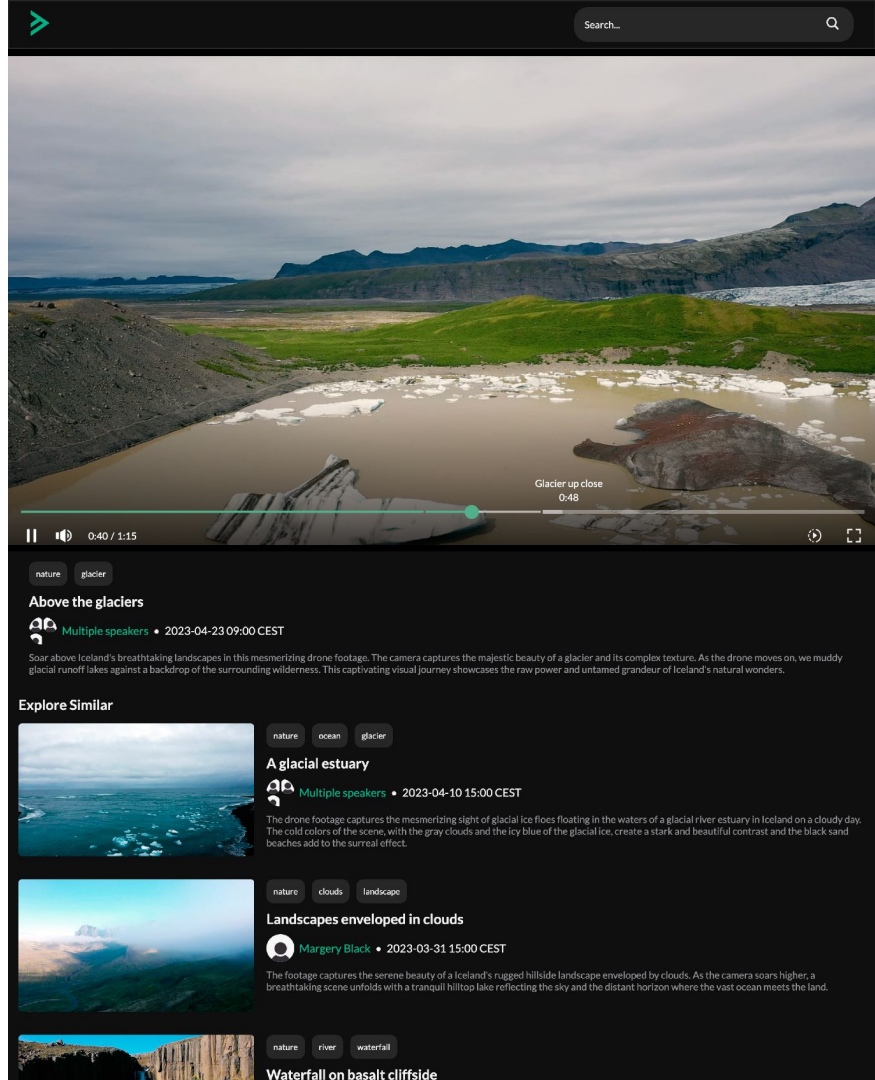 Search...
Glacier up close
0:48
0:40 / 1:15
nature glacier
Above the glaciers
Multiple speakers • 2023-04-23 09:00 CEST
Soar above Iceland's breathtaking landscapes in this mesmerizing drone footage. The camera captures the majestic beauty of a glacier and its complex texture. As the drone moves on, we muddy
glacial runoff lakes against a backdrop of the surrounding wilderness. This captivating visual journey showcases the raw power and untamed grandeur of Iceland's natural wonders.
Explore Similar
nature ocean glacier
A glacial estuary
Multiple speakers • 2023-04-10 15:00 CEST
The drone footage captures the mesmerizing sight of glacial ice floes floating in the waters of a glacial river estuary in Iceland on a cloudy day.
The cold colors of the scene, with the gray clouds and the icy blue of the glacial ice, create a stark and beautiful contrast and the black sand
beaches add to the surreal effect.
nature clouds landscape
Landscapes enveloped in clouds
Margery Black • 2023-03-31 15:00 CEST
The footage captures the serene beauty of a Iceland's rugged hillside landscape enveloped by clouds. As the camera soars higher, a
breathtaking scene unfolds with a tranquil hilltop lake reflecting the sky and the distant horizon where the vast ocean meets the land.
nature river waterfall
Waterfall on basalt cliffside